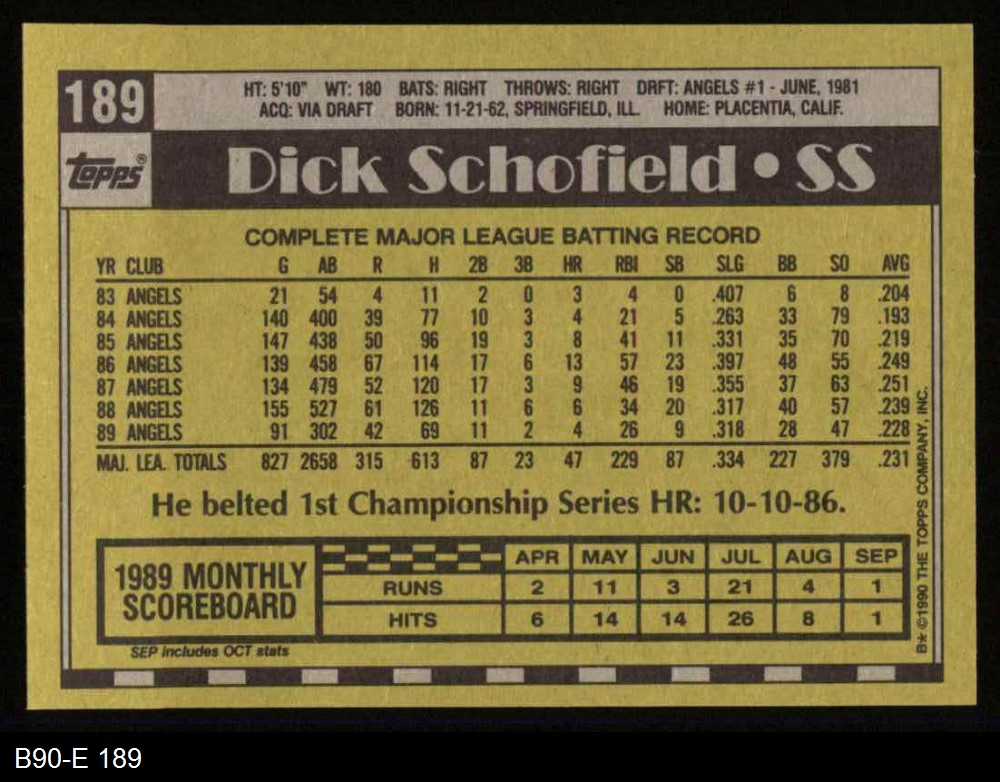 189
HT: 5'10" WT: 180 BATS: RIGHT THROWS: RIGHT DRFT: ANGELS #1 - JUNE, 1981
ACQ: VIA DRAFT BORN: 11-21-62, SPRINGFIELD, ILL. HOME: PLACENTIA, CALIF.
topps®
Dick Schofield • SS
COMPLETE MAJOR LEAGUE BATTING RECORD
YR CLUB G AB R H 2B 3B HR RBI SB SLG BB SO AVG
83 ANGELS 21 54 4 11 2 0 3 4 0 .407 6 8 .204
84 ANGELS 140 400 39 77 10 3 4 21 5 .263 33 79 .193
85 ANGELS 147 438 50 96 19 3 8 41 11 .331 35 70 .219
86 ANGELS 139 458 67 114 17 6 13 57 23 .397 48 55 .249
87 ANGELS 134 479 52 120 17 3 9 46 19 .355 37 63 .251
88 ANGELS 155 527 61 126 11 6 6 34 20 .317 40 57 .239
89 ANGELS 91 302 42 69 11 2 4 26 9 .318 28 47 .228
MAJ. LEA. TOTALS 827 2658 315 613 87 23 47 229 87 .334 227 379 .231
He belted 1st Championship Series HR: 10-10-86.
1989 MONTHLY
SCOREBOARD
APR MAY JUN JUL AUG SEP
RUNS 2 11 3 21 4 1
HITS 6 14 14 26 8 1
SEP includes OCT stats
B* ©1990 THE TOPPS COMPANY, INC.
B90-E 189